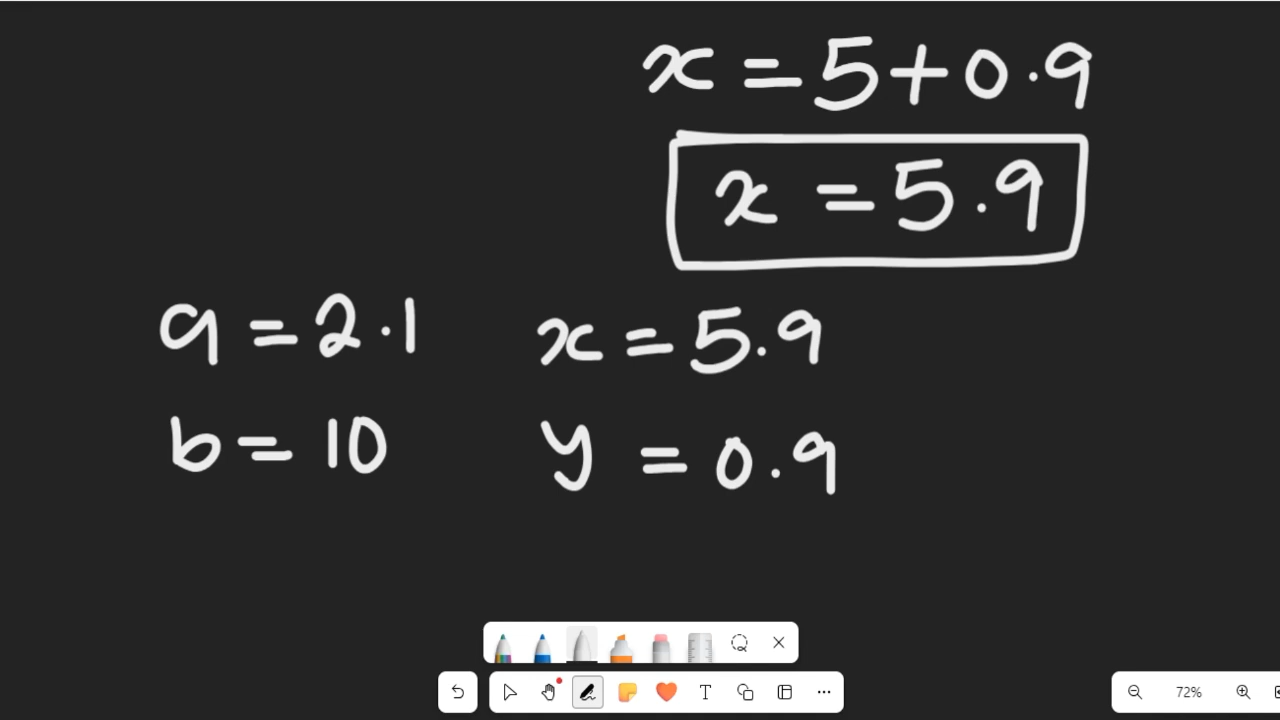 x = 5 + 0.9
x = 5.9
a = 2.1 x = 5.9
b = 10 y = 0.9
T
72%